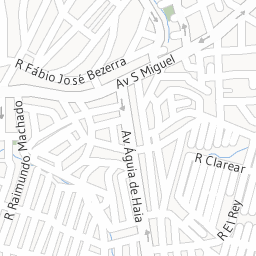 R Fábio José Bezerra
Av S Miguel
R Raimundo Machado
Av Águia de Haia
R Clarear
R El Rey